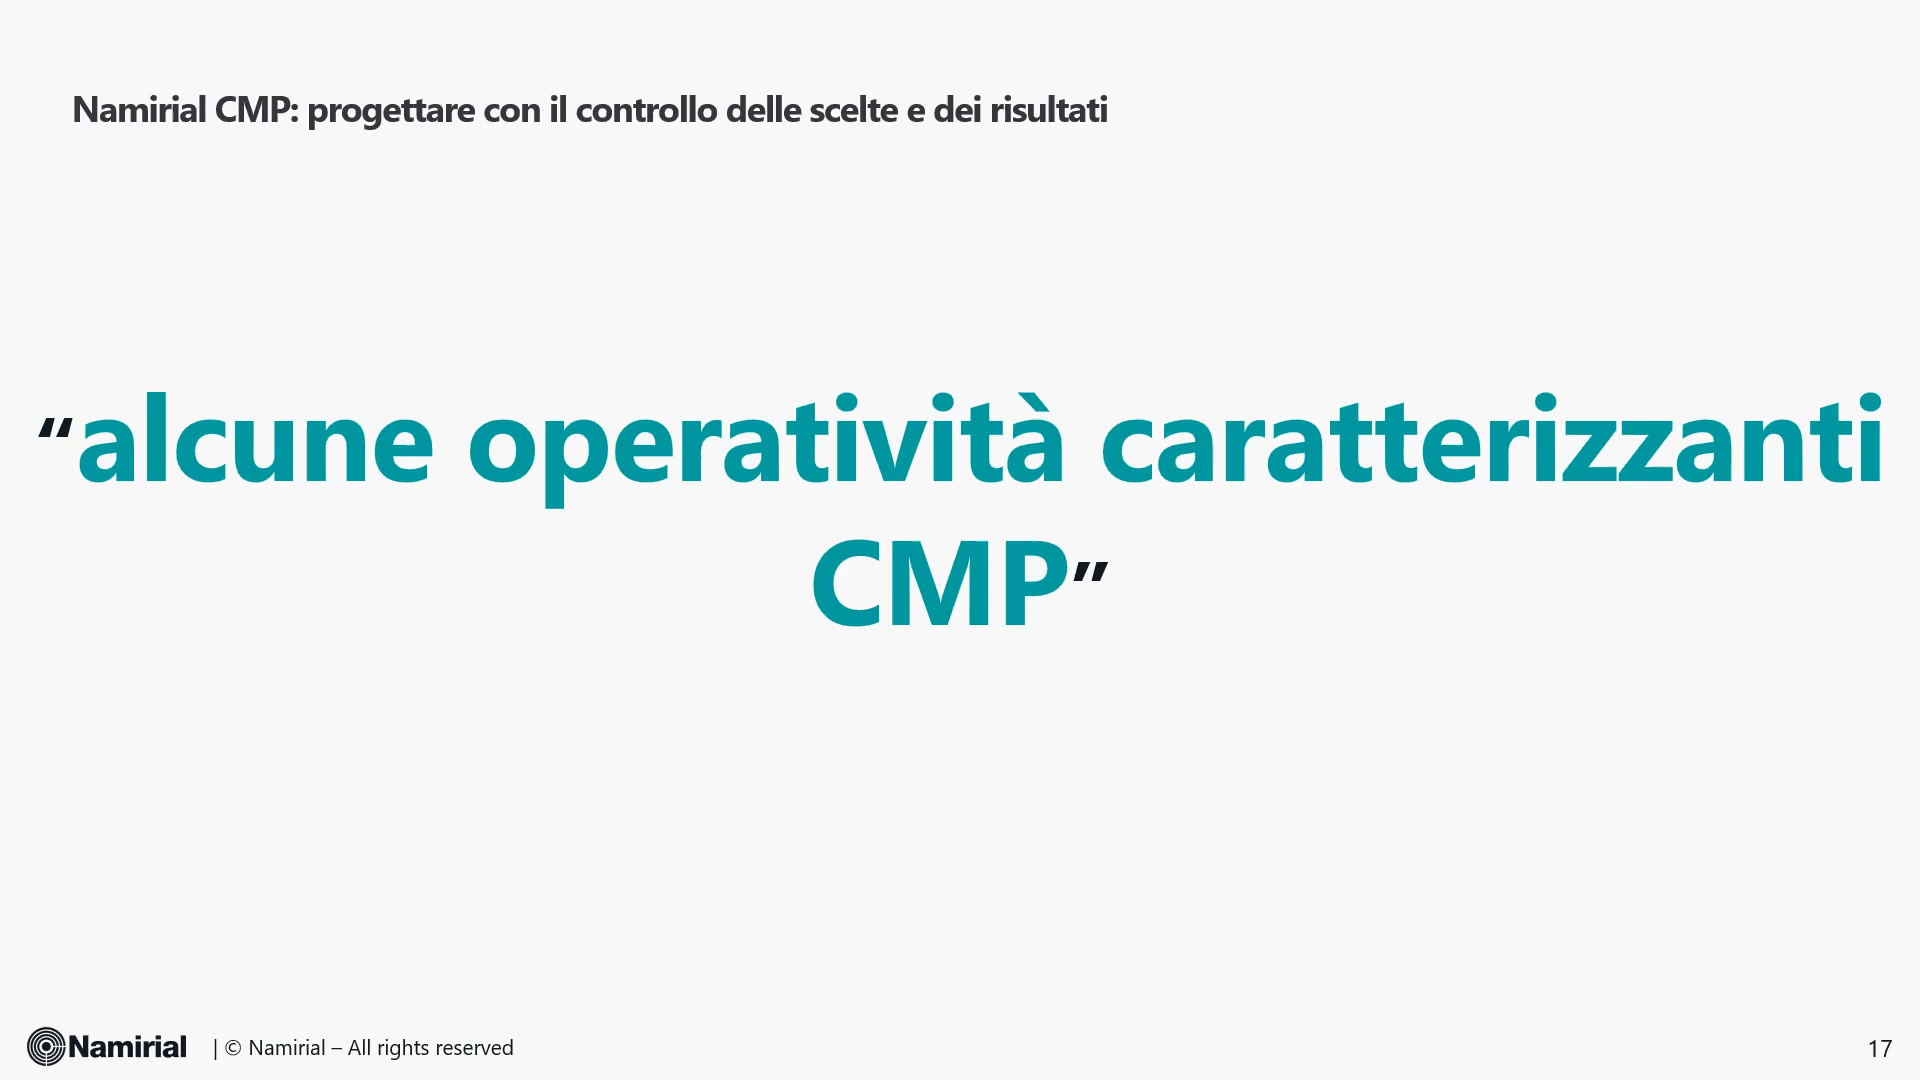 Namirial CMP: progettare con il controllo delle scelte e dei risultati
“alcune operatività caratterizzanti
CMP”
Namirial | © Namirial – All rights reserved
17